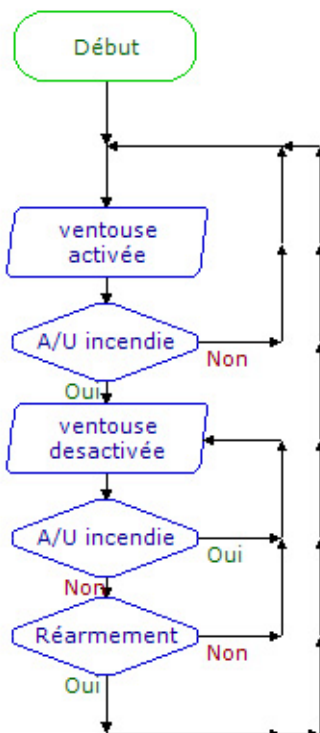 Début
ventouse
activée
A/U incendie
Non
Oui
ventouse
desactivée
A/U incendie
Oui
Non
Réarmement
Non
Oui